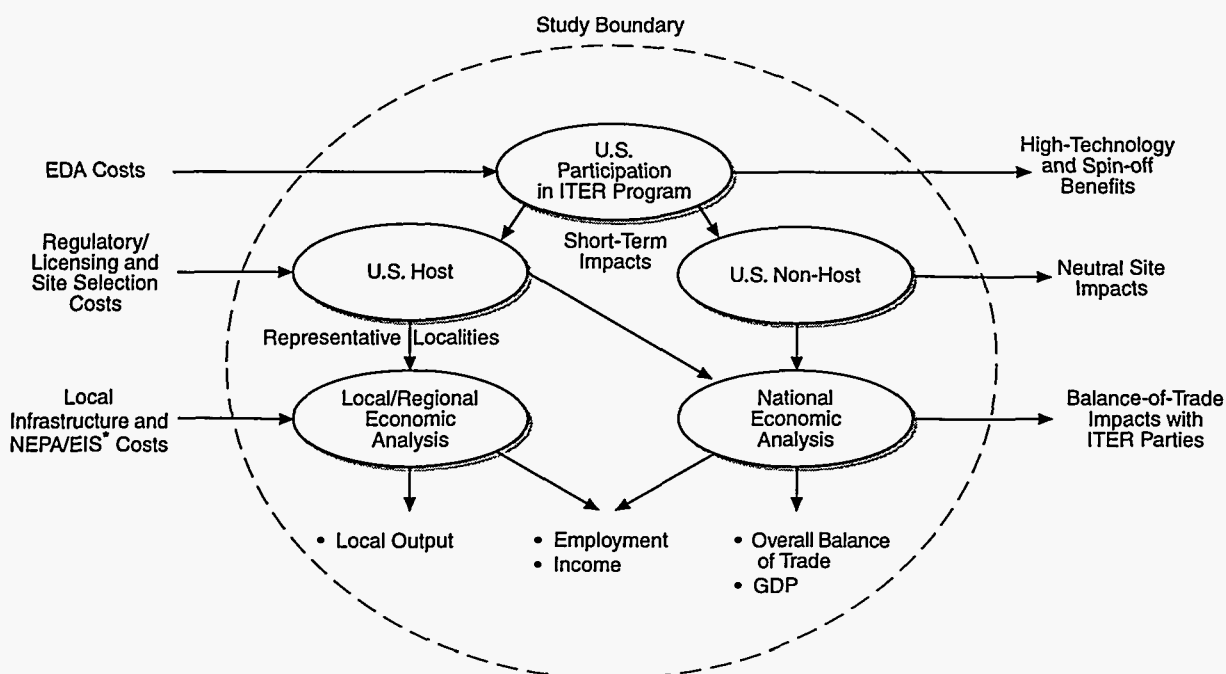 Study Boundary
EDA Costs
U.S.
Participation
in ITER Program
High-Technology
and Spin-off
Benefits
Regulatory/
Licensing and
Site Selection
Costs
U.S. Host
Short-Term
Impacts
U.S. Non-Host
Neutral Site
Impacts
Representative Localities
Local
Infrastructure and
NEPA/EIS* Costs
Local/Regional
Economic
Analysis
National
Economic
Analysis
Balance-of-Trade
Impacts with
ITER Parties
• Local Output
• Employment
• Income
• Overall Balance
of Trade
• GDP